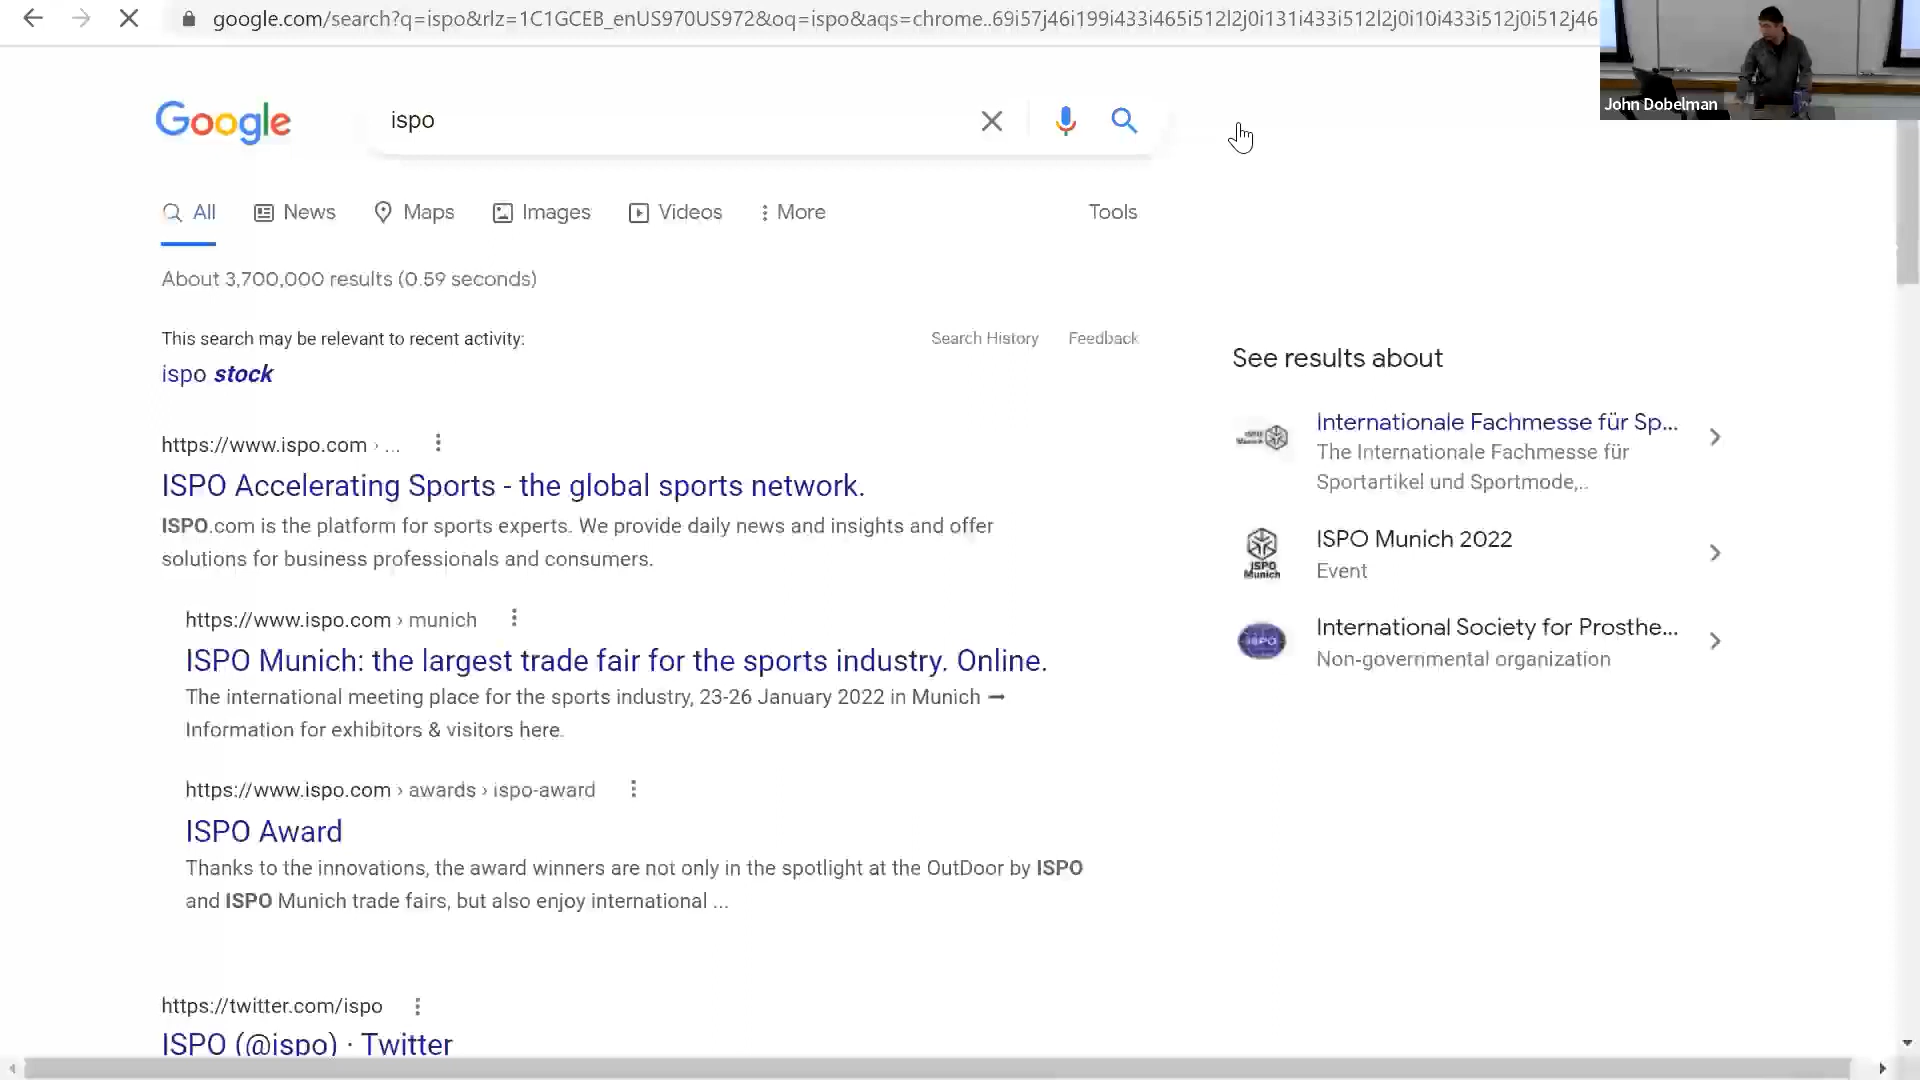 google.com/search?q=ispo&rlz=1C1GCEB_enUS970US972&oq=ispo&aqs=chrome..69i57j46i199i433i465i512l2j0i131i433i512l2j0i10i433i512j0i512j46
John Dobelman
Google
ispo
All
News
Maps
Images
Videos
More
Tools
About 3,700,000 results (0.59 seconds)
This search may be relevant to recent activity:
Search History
Feedback
ispo stock
https://www.ispo.com › ...
ISPO Accelerating Sports - the global sports network.
ISPO.com is the platform for sports experts. We provide daily news and insights and offer
solutions for business professionals and consumers.
https://www.ispo.com › munich
ISPO Munich: the largest trade fair for the sports industry. Online.
The international meeting place for the sports industry, 23-26 January 2022 in Munich ➞
Information for exhibitors & visitors here.
https://www.ispo.com › awards › ispo-award
ISPO Award
Thanks to the innovations, the award winners are not only in the spotlight at the OutDoor by ISPO
and ISPO Munich trade fairs, but also enjoy international ...
https://twitter.com/ispo
ISPO (@ispo) · Twitter
See results about
Internationale Fachmesse für Sp...
The Internationale Fachmesse für
Sportartikel und Sportmode,..
ISPO Munich 2022
Event
ISPO
Munich
International Society for Prosthe...
Non-governmental organization
ISPO